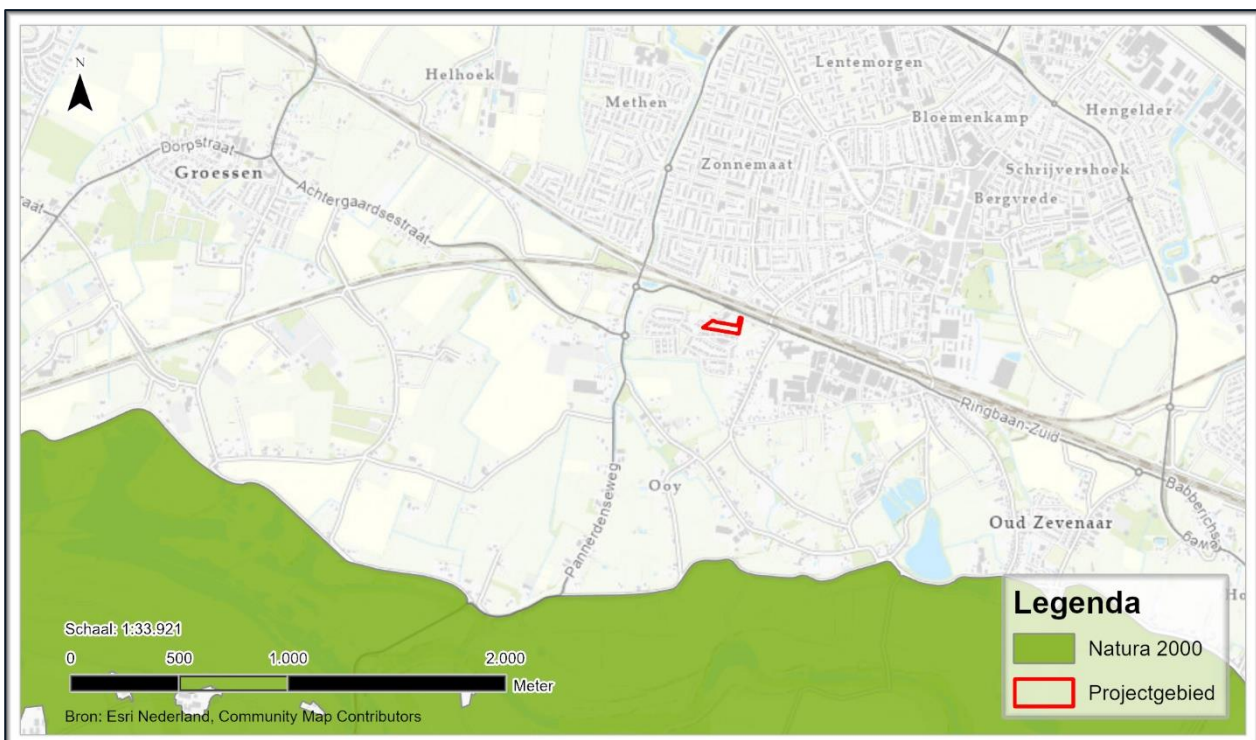 N
Helhoek
Lentemorgen
Methen
Hengelder
Bloemenkamp
Dorpstraat
Zonnemaat
Groessen
Schrijvershoek
Achtergaardsestraat
Bergvrede
raat
Ringbaan-Zuid
Ooy
Babberichseweg
Pannerdenseweg
Oud Zevenaar
Ho
Legenda
Natura 2000
Projectgebied
Schaal: 1:33.921
0 500 1.000 2.000
Meter
Bron: Esri Nederland, Community Map Contributors